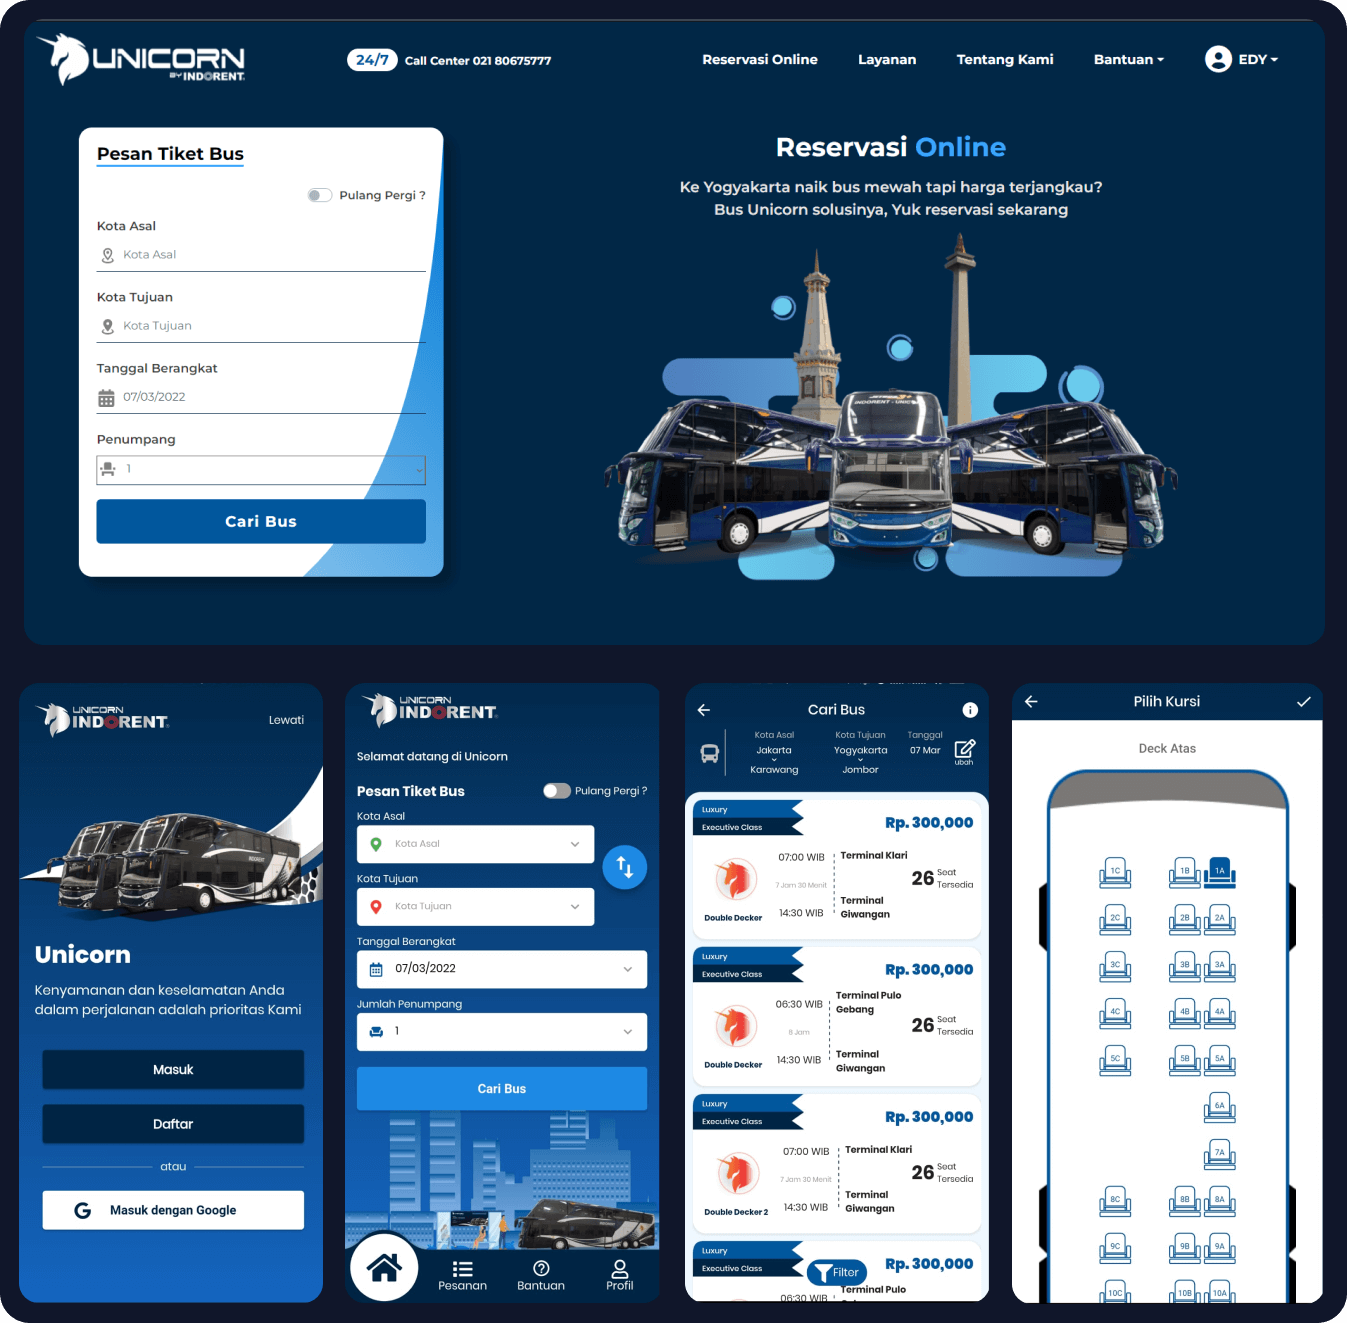 UNICORN
BY INDORENT
24/7 Call Center 021 80675777
Reservasi Online
Layanan
Tentang Kami
Bantuan
EDY
Pesan Tiket Bus
Pulang Pergi ?
Kota Asal
Kota Asal
Kota Tujuan
Kota Tujuan
Tanggal Berangkat
07/03/2022
Penumpang
1
Cari Bus
Reservasi Online
Ke Yogyakarta naik bus mewah tapi harga terjangkau?
Bus Unicorn solusinya, Yuk reservasi sekarang
INDORENT - UNIC
UNICORN
INDORENT
Lewati
Unicorn
Kenyamanan dan keselamatan Anda
dalam perjalanan adalah prioritas Kami
Masuk
Daftar
atau
G Masuk dengan Google
UNICORN
INDORENT
Selamat datang di Unicorn
Pesan Tiket Bus
Pulang Pergi ?
Kota Asal
Kota Asal
Kota Tujuan
Kota Tujuan
Tanggal Berangkat
07/03/2022
Jumlah Penumpang
1
Cari Bus
Pesanan
Bantuan
Profil
Cari Bus
Kota Asal
Kota Tujuan
Tanggal
Jakarta
Yogyakarta
07 Mar
Karawang
Jombor
ubah
Luxury
Executive Class
Rp. 300,000
07:00 WIB
Terminal Klari
7 Jam 30 Menit
26 Seat Tersedia
14:30 WIB
Terminal
Giwangan
Double Decker
Luxury
Executive Class
Rp. 300,000
06:30 WIB
Terminal Pulo
Gebang
8 Jam
26 Seat Tersedia
14:30 WIB
Terminal
Giwangan
Double Decker
Luxury
Executive Class
Rp. 300,000
07:00 WIB
Terminal Klari
7 Jam 30 Menit
26 Seat Tersedia
14:30 WIB
Terminal
Giwangan
Double Decker 2
Luxury
Executive Class
Rp. 300,000
Filter
06:30 WIB
Terminal Pulo
Pilih Kursi
Deck Atas
1C 1B 1A
2C 2B 2A
3C 3B 3A
4C 4B 4A
5C 5B 5A
6A
7A
8C 8B 8A
9C 9B 9A
10C 10B 10A